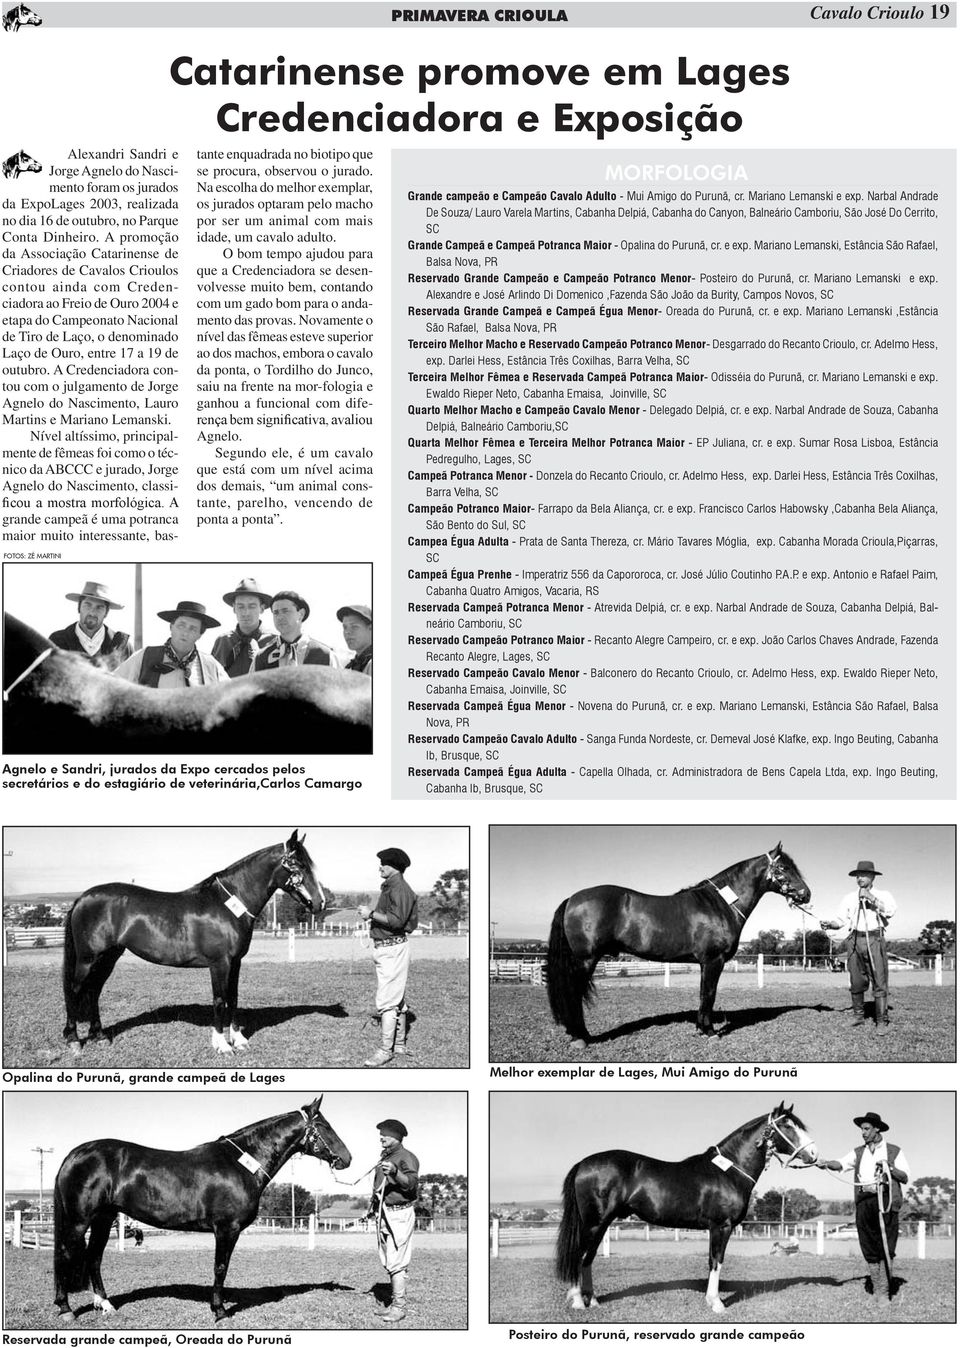 PRIMAVERA CRIOULA
Cavalo Crioulo 19
Catarinense promove em Lages
Credenciadora e Exposição
Alexandri Sandri e
Jorge Agnelo do Nasci-
mento foram os jurados
da ExpoLages 2003, realizada
no dia 16 de outubro, no Parque
Conta Dinheiro. A promoção
da Associação Catarinense de
Criadores de Cavalos Crioulos
contou ainda com Creden-
ciadora ao Freio de Ouro 2004 e
etapa do Campeonato Nacional
de Tiro de Laço, o denominado
Laço de Ouro, entre 17 a 19 de
outubro. A Credenciadora con-
tou com o julgamento de Jorge
Agnelo do Nascimento, Lauro
Martins e Mariano Lemanski.
Nível altíssimo, principal-
mente de fêmeas foi como o téc-
nico da ABCCC e jurado, Jorge
Agnelo do Nascimento, classi-
ficou a mostra morfológica. A
grande campeã é uma potranca
maior muito interessante, bas-
tante enquadrada no biotipo que
se procura, observou o jurado.
Na escolha do melhor exemplar,
os jurados optaram pelo macho
por ser um animal com mais
idade, um cavalo adulto.
O bom tempo ajudou para
que a Credenciadora se desen-
volvesse muito bem, contando
com um gado bom para o anda-
mento das provas. Novamente o
nível das fêmeas esteve superior
ao dos machos, embora o cavalo
da ponta, o Tordilho do Junco,
saiu na frente na mor-fologia e
ganhou a funcional com dife-
rença bem significativa, avaliou
Agnelo.
Segundo ele, é um cavalo
que está com um nível acima
dos demais, “um animal cons-
tante, parelho, vencendo de
ponta a ponta”.
FOTOS: ZÉ MARTINI
Agnelo e Sandri, jurados da Expo cercados pelos
secretários e do estagiário de veterinária,Carlos Camargo
MORFOLOGIA
Grande campeão e Campeão Cavalo Adulto - Mui Amigo do Purunã, cr. Mariano Lemanski e exp. Narbal Andrade
De Souza/ Lauro Varela Martins, Cabanha Delpiá, Cabanha do Canyon, Balneário Camboriu, São José Do Cerrito,
SC
Grande Campeã e Campeã Potranca Maior - Opalina do Purunã, cr. e exp. Mariano Lemanski, Estância São Rafael,
Balsa Nova, PR
Reservado Grande Campeão e Campeão Potranco Menor- Posteiro do Purunã, cr. Mariano Lemanski e exp.
Alexandre e José Arlindo Di Domenico ,Fazenda São João da Burity, Campos Novos, SC
Reservada Grande Campeã e Campeã Égua Menor- Oreada do Purunã, cr. e exp. Mariano Lemanski ,Estância
São Rafael, Balsa Nova, PR
Terceiro Melhor Macho e Reservado Campeão Potranco Menor- Desgarrado do Recanto Crioulo, cr. Adelmo Hess,
exp. Darlei Hess, Estância Três Coxilhas, Barra Velha, SC
Terceira Melhor Fêmea e Reservada Campeã Potranca Maior- Odisséia do Purunã, cr. Mariano Lemanski e exp.
Ewaldo Rieper Neto, Cabanha Emaisa, Joinville, SC
Quarto Melhor Macho e Campeão Cavalo Menor - Delegado Delpiá, cr. e exp. Narbal Andrade de Souza, Cabanha
Delpiá, Balneário Camboriu,SC
Quarta Melhor Fêmea e Terceira Melhor Potranca Maior - EP Juliana, cr. e exp. Sumar Rosa Lisboa, Estância
Pedregulho, Lages, SC
Campeã Potranca Menor - Donzela do Recanto Crioulo, cr. Adelmo Hess, exp. Darlei Hess, Estância Três Coxilhas,
Barra Velha, SC
Campeão Potranco Maior- Farrapo da Bela Aliança, cr. e exp. Francisco Carlos Habowsky ,Cabanha Bela Aliança,
São Bento do Sul, SC
Campea Égua Adulta - Prata de Santa Thereza, cr. Mário Tavares Móglia, exp. Cabanha Morada Crioula,Piçarras,
SC
Campeã Égua Prenhe - Imperatriz 556 da Capororoca, cr. José Júlio Coutinho P.A.P. e exp. Antonio e Rafael Paim,
Cabanha Quatro Amigos, Vacaria, RS
Reservada Campeã Potranca Menor - Atrevida Delpiá, cr. e exp. Narbal Andrade de Souza, Cabanha Delpiá, Bal-
neário Camboriu, SC
Reservado Campeão Potranco Maior - Recanto Alegre Campeiro, cr. e exp. João Carlos Chaves Andrade, Fazenda
Recanto Alegre, Lages, SC
Reservado Campeão Cavalo Menor - Balconero do Recanto Crioulo, cr. Adelmo Hess, exp. Ewaldo Rieper Neto,
Cabanha Emaisa, Joinville, SC
Reservada Campeã Égua Menor - Novena do Purunã, cr. e exp. Mariano Lemanski, Estância São Rafael, Balsa
Nova, PR
Reservado Campeão Cavalo Adulto - Sanga Funda Nordeste, cr. Demeval José Klafke, exp. Ingo Beuting, Cabanha
Ib, Brusque, SC
Reservada Campeã Égua Adulta - Capella Olhada, cr. Administradora de Bens Capela Ltda, exp. Ingo Beuting,
Cabanha Ib, Brusque, SC
Opalina do Purunã, grande campeã de Lages
Melhor exemplar de Lages, Mui Amigo do Purunã
Reservada grande campeã, Oreada do Purunã
Posteiro do Purunã, reservado grande campeão